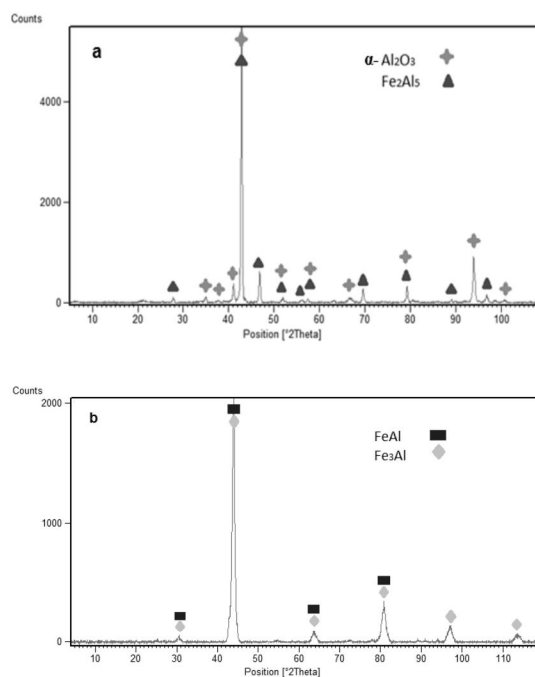 Counts
a
α- Al₂O₃
Fe₂Al₅
4000
2000
0
10 20 30 40 50 60 70 80 90 100
Position [°2Theta]
Counts
2000
b
FeAl
Fe₃Al
1000
0
10 20 30 40 50 60 70 80 90 100 110
Position [°2Theta]